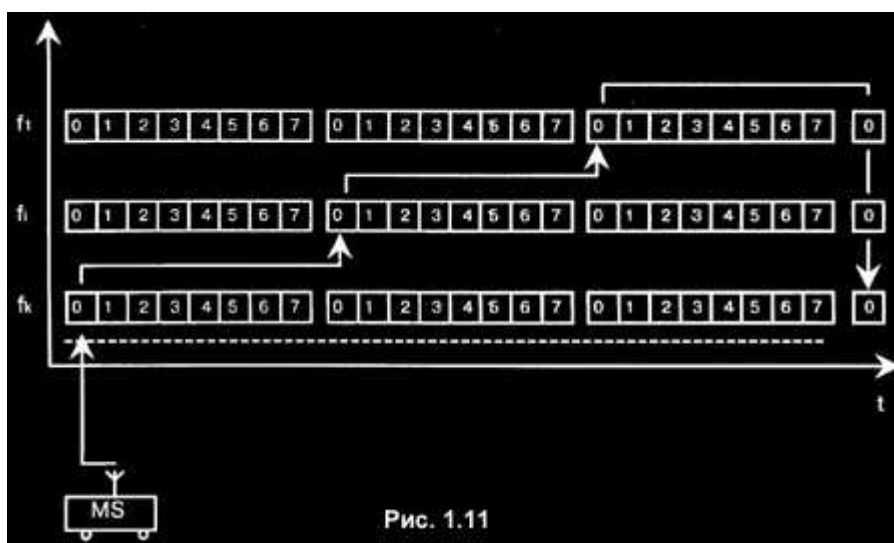 ft 0 1 2 3 4 5 6 7 0 1 2 3 4 5 6 7 0 1 2 3 4 5 6 7 0
fi 0 1 2 3 4 5 6 7 0 1 2 3 4 5 6 7 0 1 2 3 4 5 6 7 0
fk 0 1 2 3 4 5 6 7 0 1 2 3 4 5 6 7 0 1 2 3 4 5 6 7 0
t
MS
Рис. 1.11